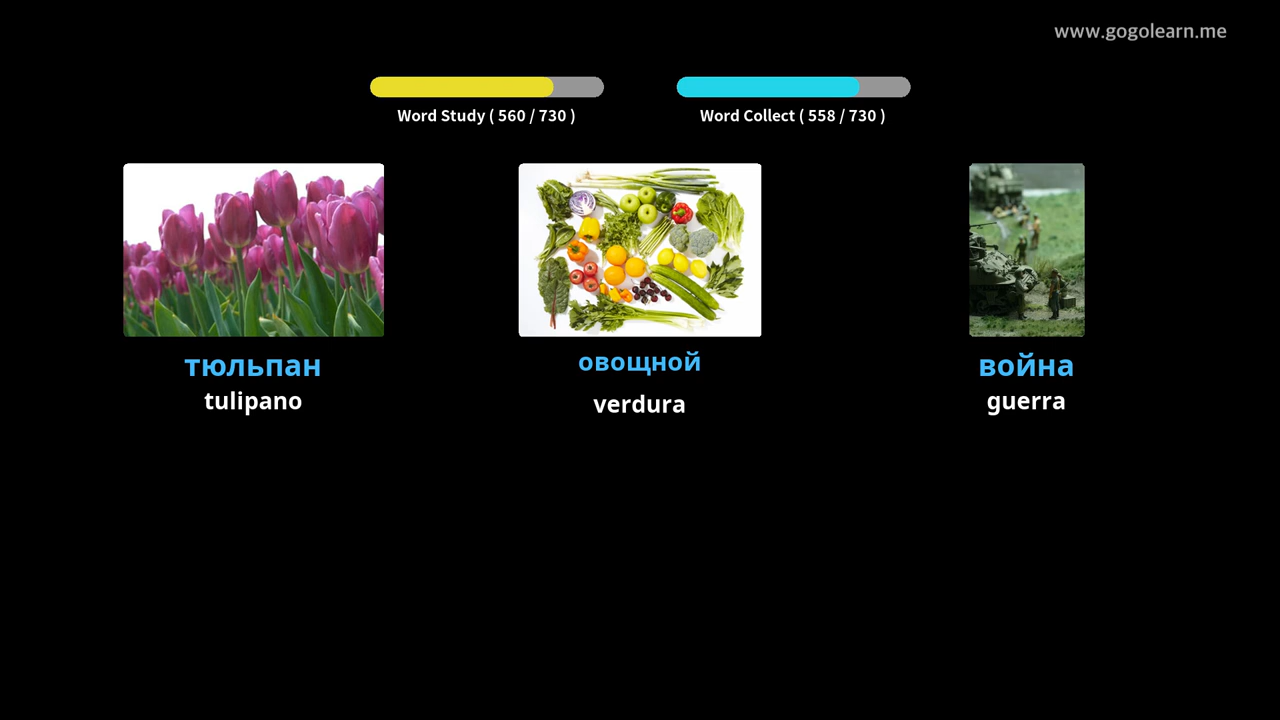 www.gogolearn.me
Word Study ( 560 / 730 )
Word Collect ( 558 / 730 )
тюльпан
tulipano
овощной
verdura
война
guerra